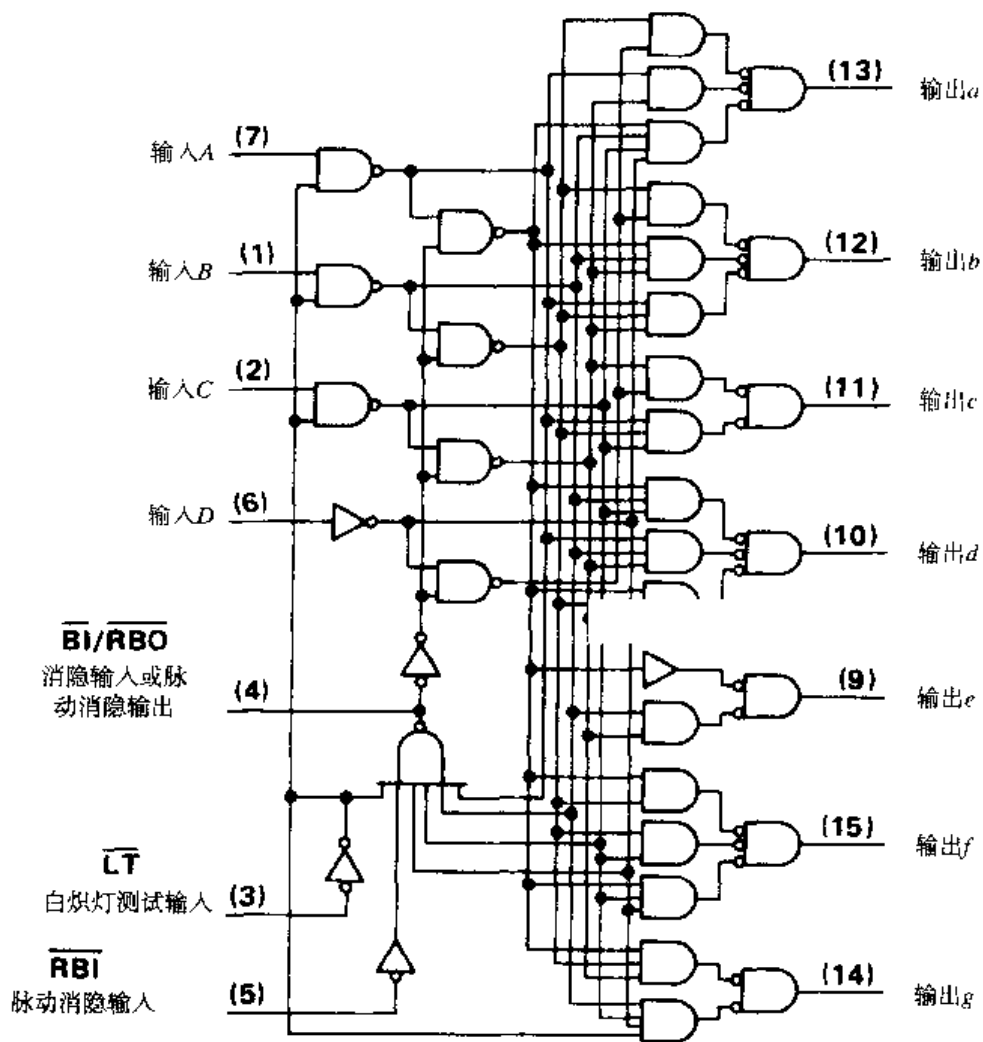 (13)
输出a
(7)
输入A
(12)
输出b
(1)
输入B
(11)
输出c
(2)
输入C
(10)
输出d
(6)
输入D
BI/RBO
消隐输入或脉
动消隐输出
(4)
(9)
输出e
(15)
输出f
LT
白炽灯测试输入
(3)
RBI
脉动消隐输入
(5)
(14)
输出g